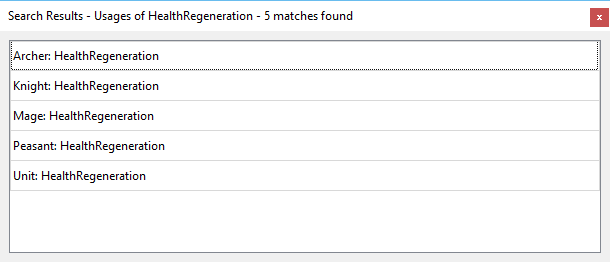 Search Results - Usages of HealthRegeneration - 5 matches found
x
Archer: HealthRegeneration
Knight: HealthRegeneration
Mage: HealthRegeneration
Peasant: HealthRegeneration
Unit: HealthRegeneration